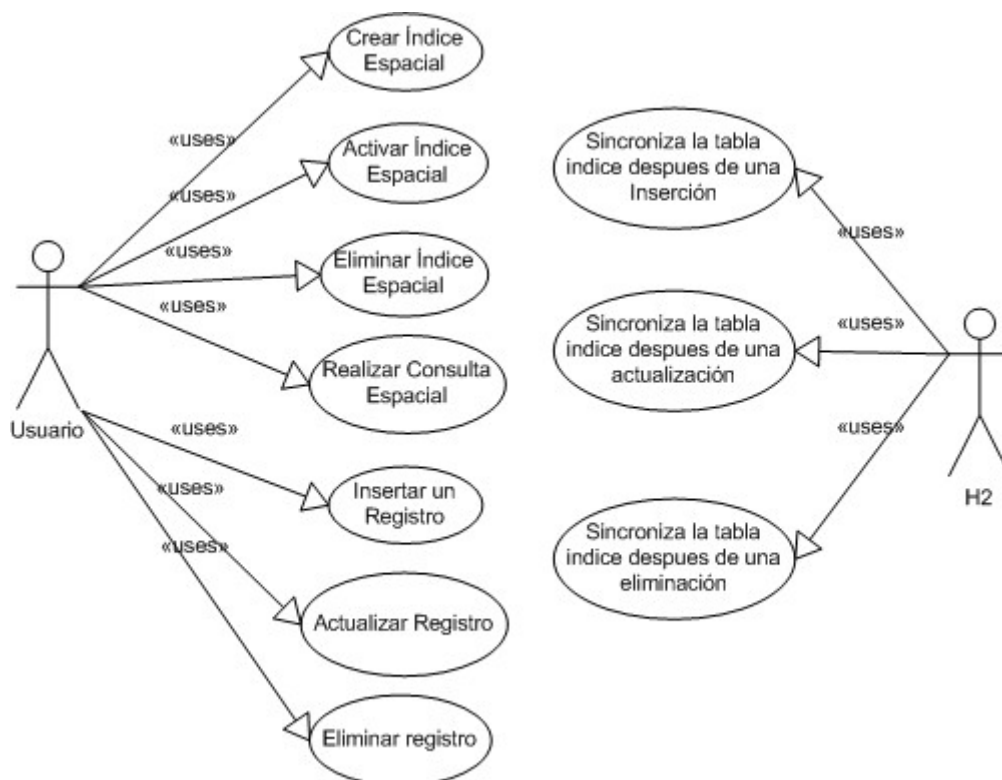 Crear Índice
Espacial
«uses»
Activar Índice
Espacial
«uses»
Eliminar Índice
Espacial
«uses»
Realizar Consulta
Espacial
«uses»
Usuario
Insertar un
Registro
«uses»
Actualizar Registro
«uses»
Eliminar registro
«uses»
Sincroniza la tabla
indice despues de una
Inserción
«uses»
Sincroniza la tabla
indice despues de una
actualización
«uses»
Sincroniza la tabla
indice despues de una
eliminación
«uses»
H2